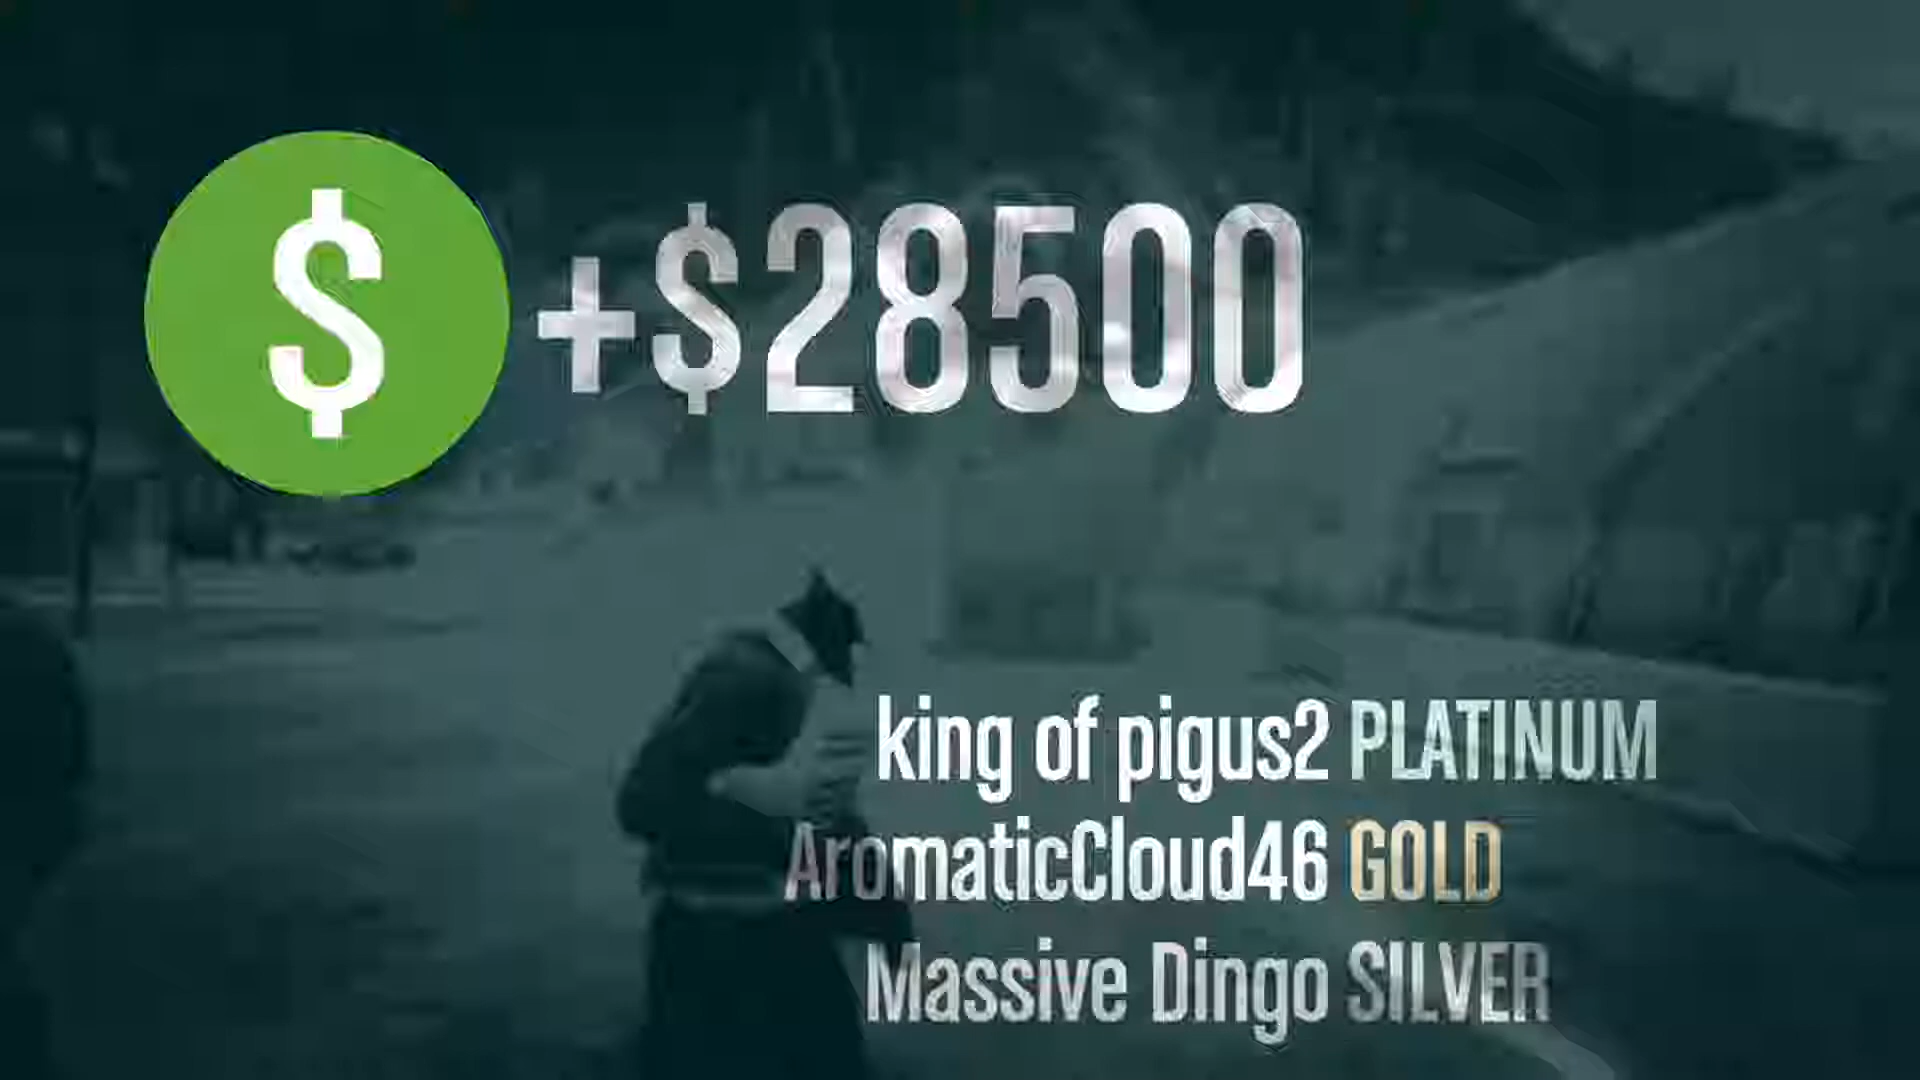 $ +$28500
king of pigus2 PLATINUM
AromaticCloud46 GOLD
Massive Dingo SILVER